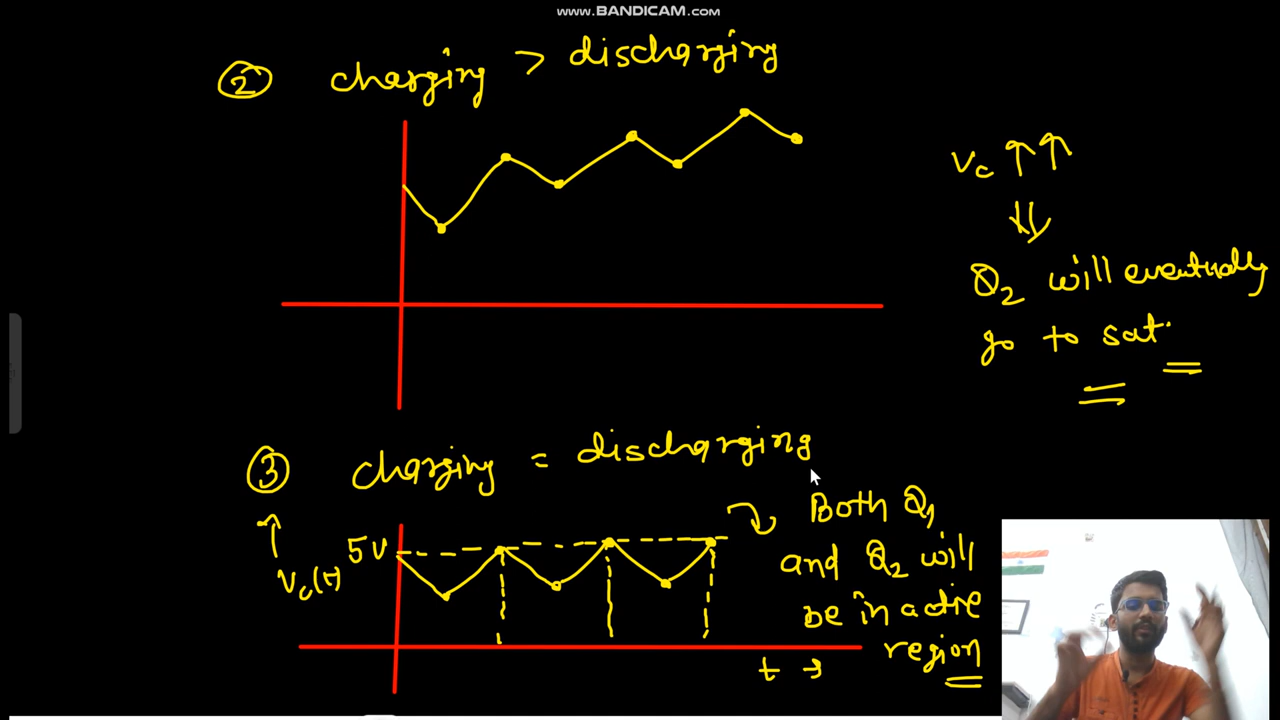 www.BANDICAM.com
② charging > discharging
Vc ↑↑
⇓
Q2 will eventually
go to sat.
③ charging = discharging
Vc(t)
5V
Both Q1
and Q2 will
be in active
region
t →